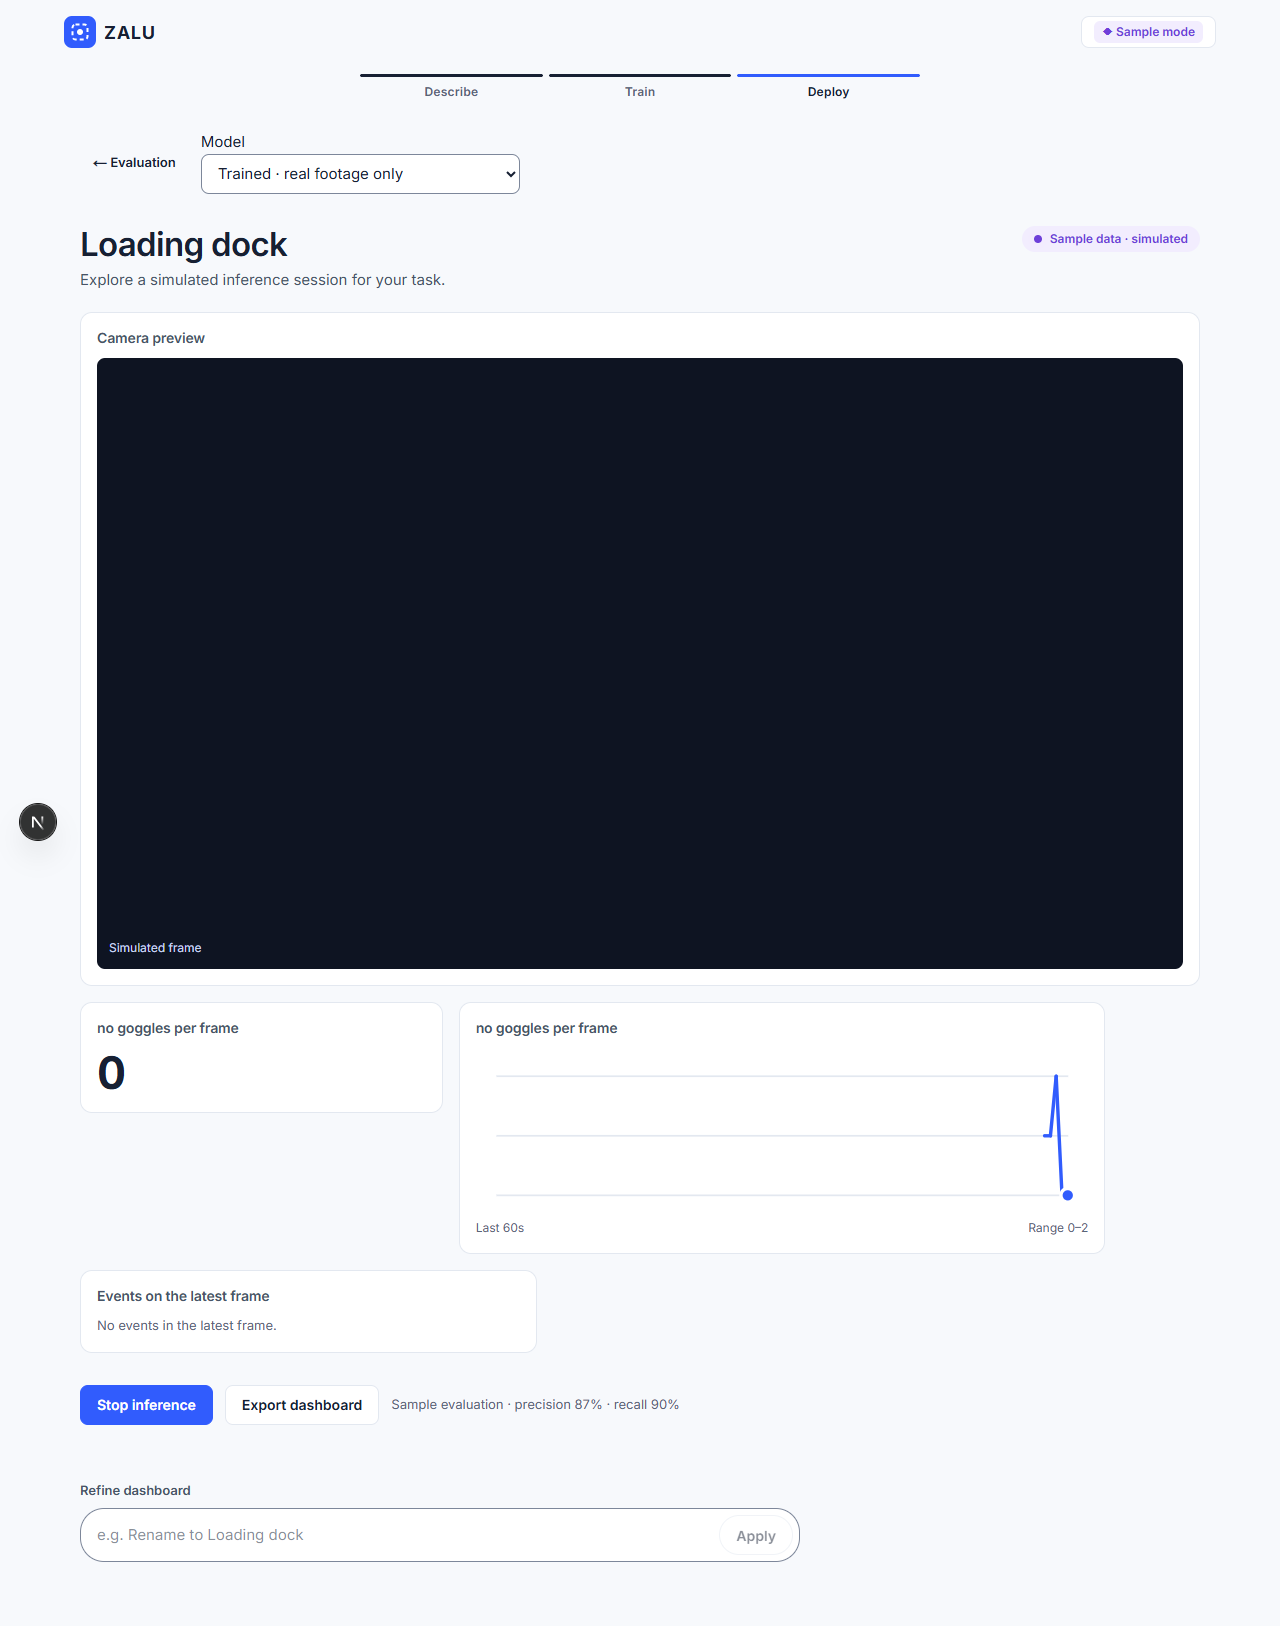 ZALU
Sample mode
Describe
Train
Deploy
← Evaluation
Model
Trained · real footage only
Loading dock
Sample data · simulated
Explore a simulated inference session for your task.
Camera preview
Simulated frame
no goggles per frame
0
no goggles per frame
Last 60s
Range 0–2
Events on the latest frame
No events in the latest frame.
Stop inference
Export dashboard
Sample evaluation · precision 87% · recall 90%
Refine dashboard
e.g. Rename to Loading dock
Apply
N